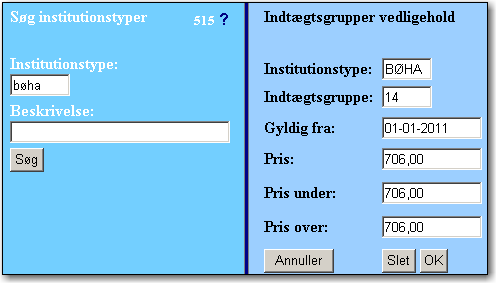 Søg institutionstyper 515 ?
Institutionstype:
bøha
Beskrivelse:
Søg
Indtægtsgrupper vedligehold
Institutionstype: BØHA
Indtægtsgruppe: 14
Gyldig fra: 01-01-2011
Pris: 706,00
Pris under: 706,00
Pris over: 706,00
Annuller Slet OK